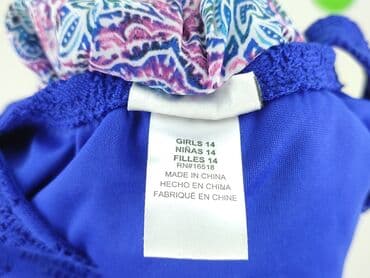 GIRLS 14
NIÑAS 14
FILLES 14
RN#16518
MADE IN CHINA
HECHO EN CHINA
FABRIQUÉ EN CHINE